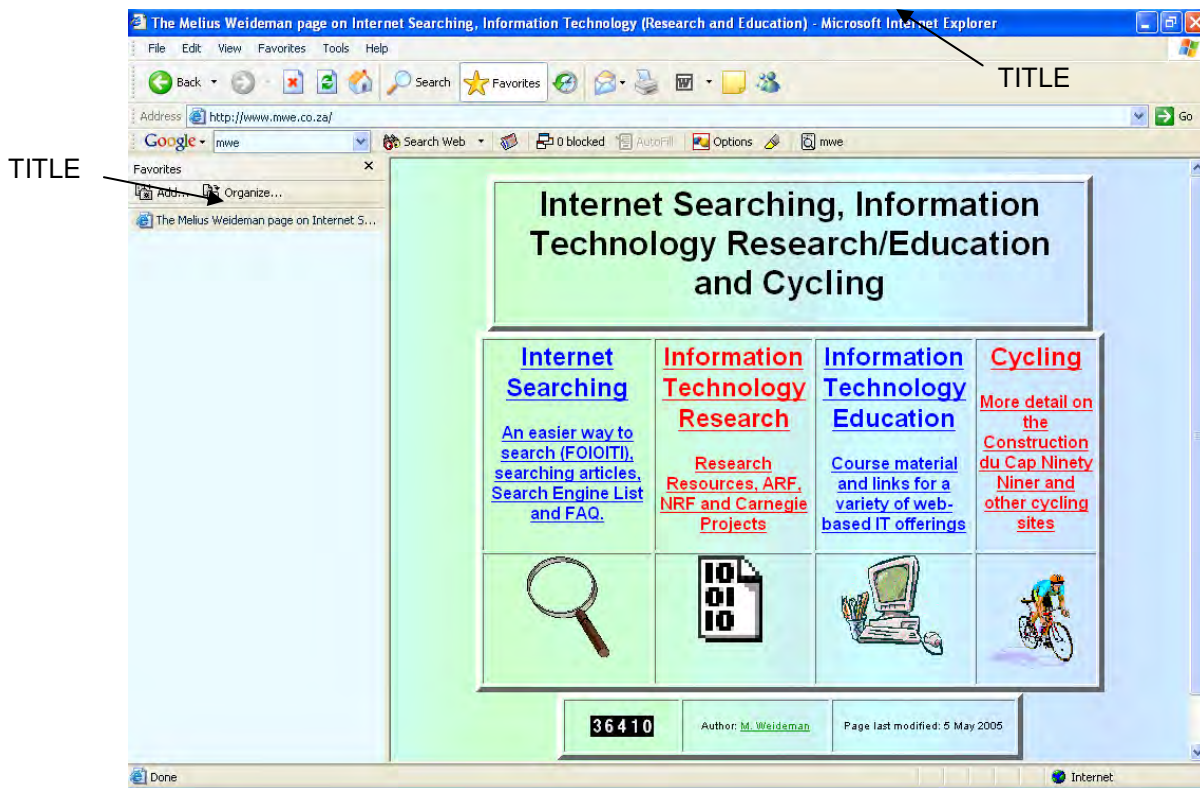 The Melius Weideman page on Internet Searching, Information Technology (Research and Education) - Microsoft Internet Explorer
File Edit View Favorites Tools Help
TITLE
Back Search Favorites
Address http://www.mwe.co.za/ Go
Google mwe Search Web 0 blocked AutoFill Options mwe
TITLE
Favorites
Add... Organize...
The Melius Weideman page on Internet S...
Internet Searching, Information
Technology Research/Education
and Cycling
Internet
Searching
An easier way to
search (FOIOITI),
searching articles,
Search Engine List
and FAQ.
Information
Technology
Research
Research
Resources, ARF,
NRF and Carnegie
Projects
Information
Technology
Education
Course material
and links for a
variety of web-
based IT offerings
Cycling
More detail on
the
Construction
du Cap Ninety
Niner and
other cycling
sites
10
01
10
36410
Author: M. Weideman
Page last modified: 5 May 2005
Done Internet